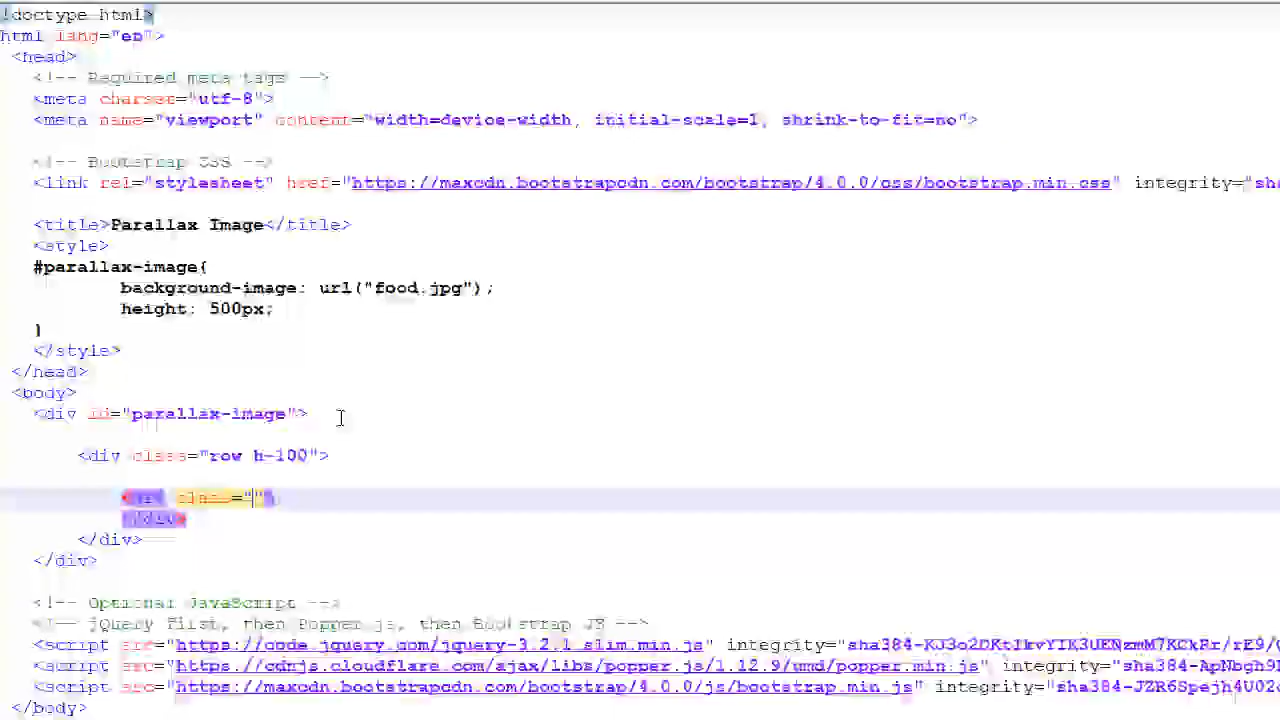 !doctype html>
html lang="en">
<head>
<!-- Required meta tags -->
<meta charset="utf-8">
<meta name="viewport" content="width=device-width, initial-scale=1, shrink-to-fit=no">
<!-- Bootstrap CSS -->
<link rel="stylesheet" href="https://maxcdn.bootstrapcdn.com/bootstrap/4.0.0/css/bootstrap.min.css" integrity="sha
<title>Parallax Image</title>
<style>
#parallax-image{
background-image: url("food.jpg");
height: 500px;
}
</style>
</head>
<body>
<div id="parallax-image">
<div class="row h-100">
<div class="">
</div>
</div>
</div>
<!-- Optional JavaScript -->
<!-- jQuery first, then Popper.js, then Bootstrap JS -->
<script src="https://code.jquery.com/jquery-3.2.1.slim.min.js" integrity="sha384-KJ3o2DKtIkvYIK3UENzmM7KCkRr/rE9/
<script src="https://cdnjs.cloudflare.com/ajax/libs/popper.js/1.12.9/umd/popper.min.js" integrity="sha384-ApNbgh9
<script src="https://maxcdn.bootstrapcdn.com/bootstrap/4.0.0/js/bootstrap.min.js" integrity="sha384-JZR6Spejh4U02
</body>